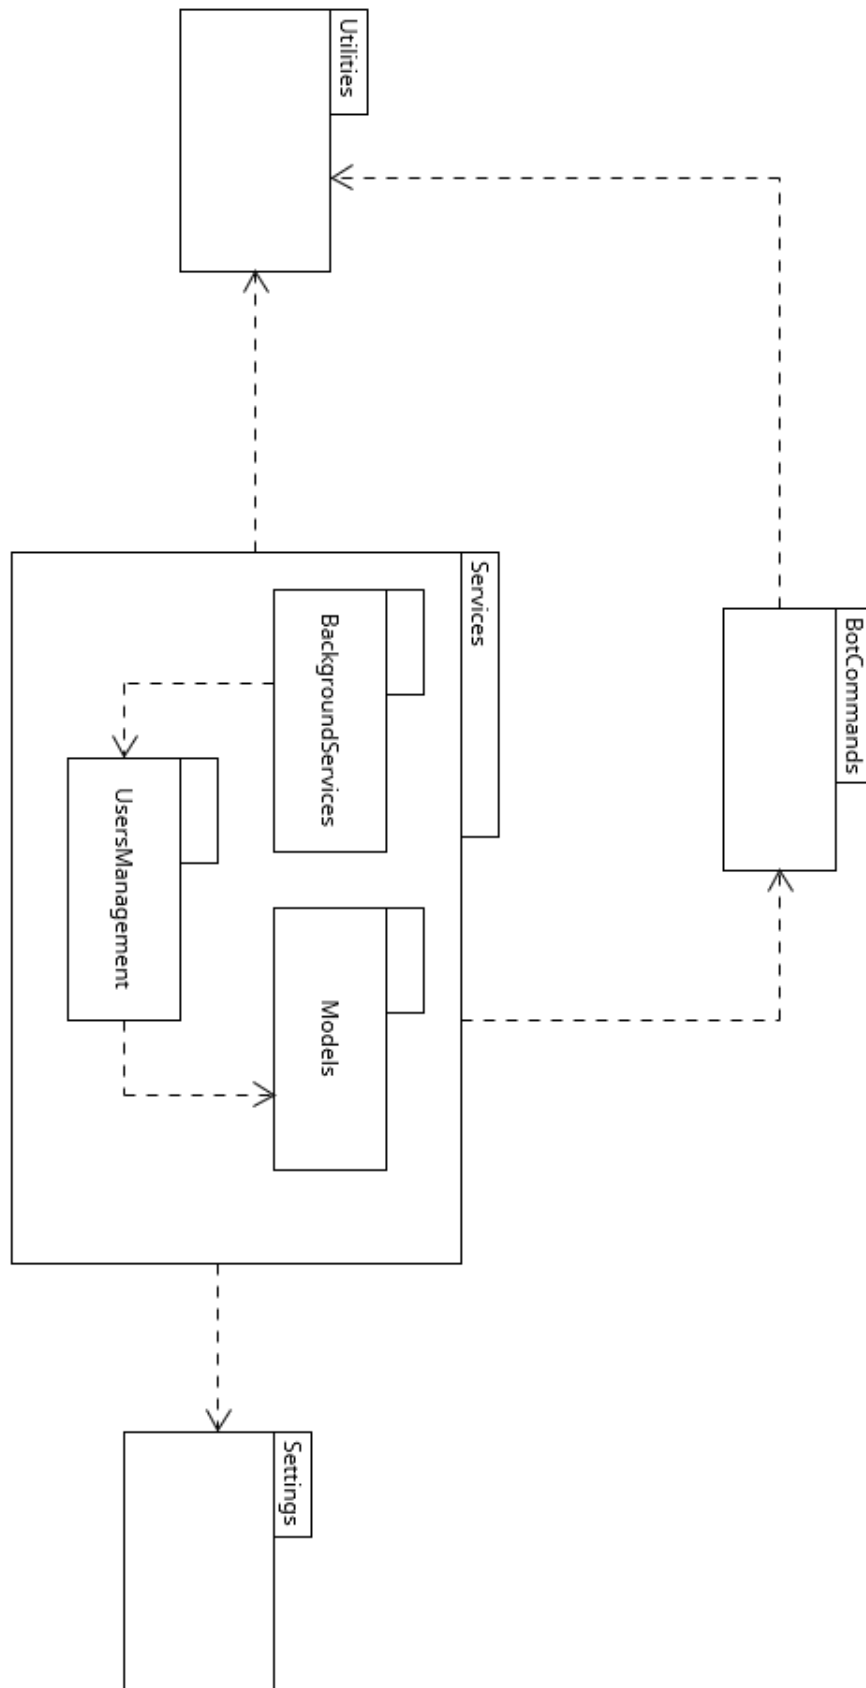 BotCommands
Utilities
Services
BackgroundServices
Models
UsersManagement
Settings